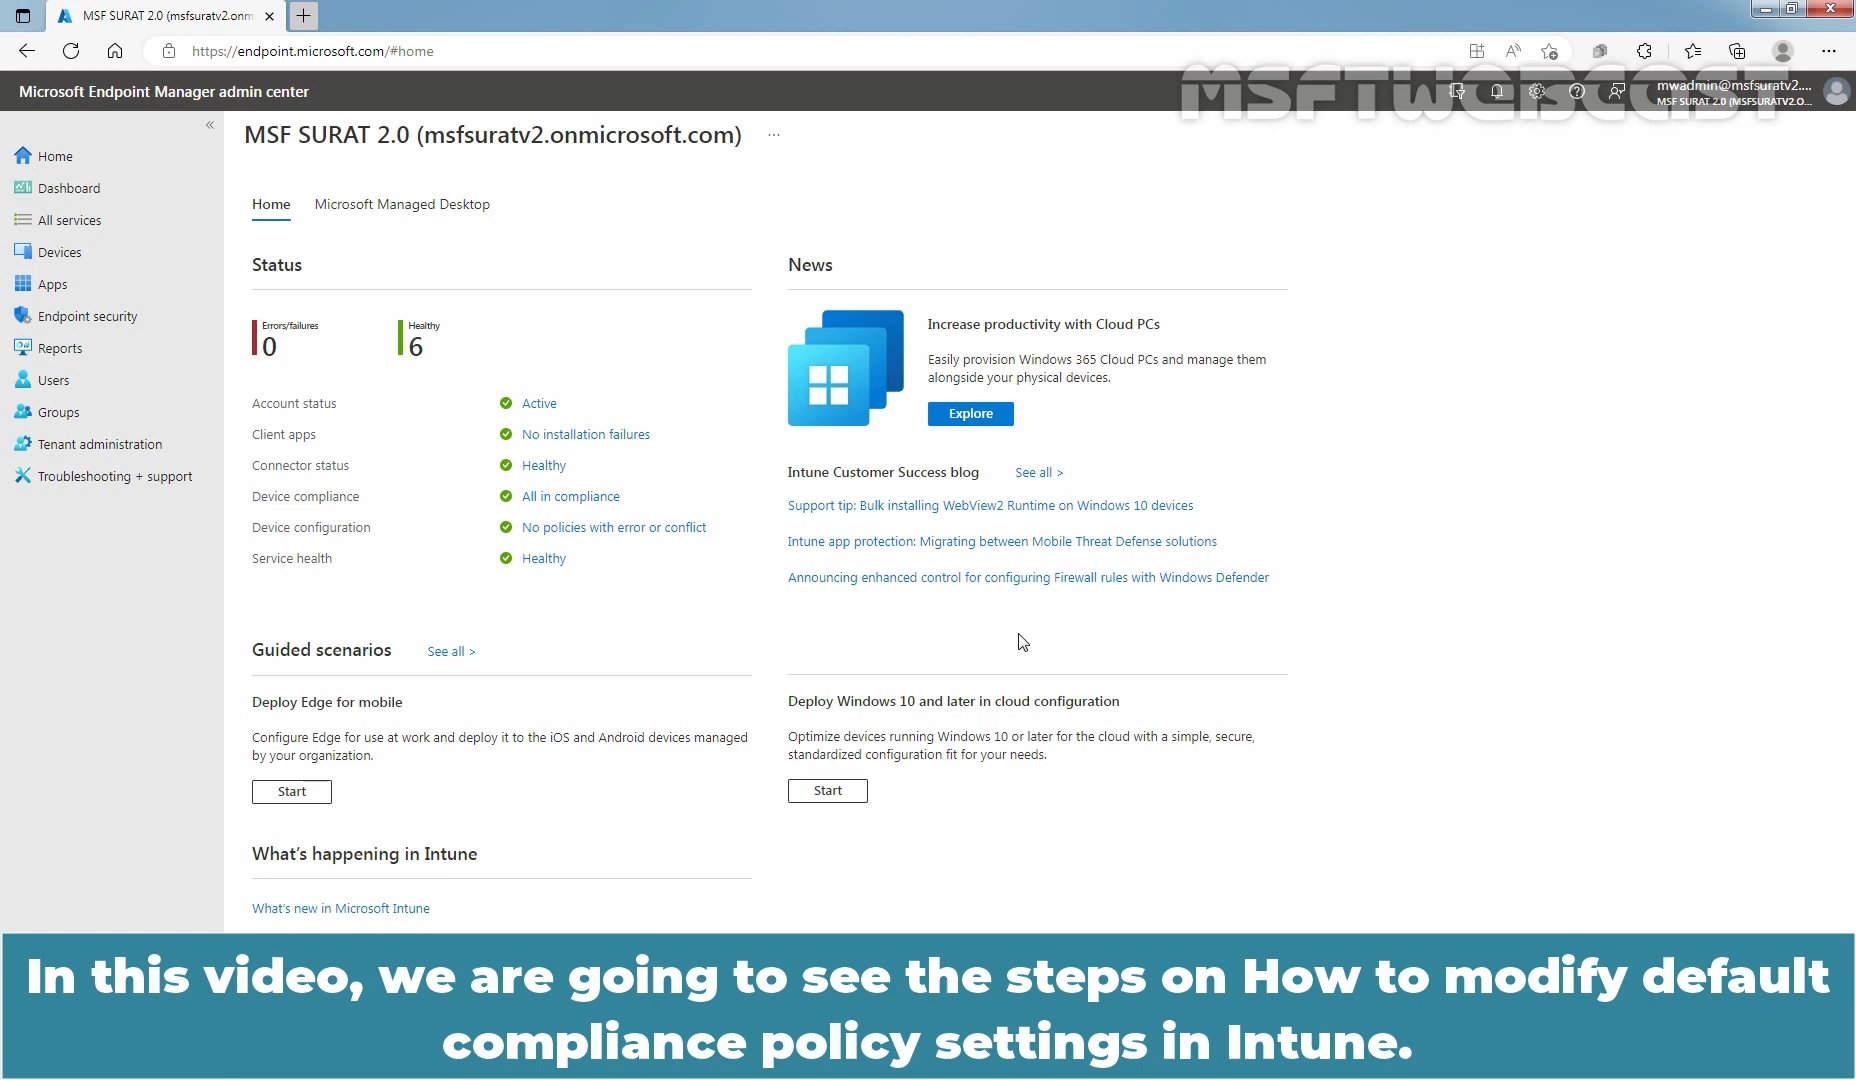 MSF SURAT 2.0 (msfsuratv2.onm
https://endpoint.microsoft.com/#home
MSFTWEBCAST
Microsoft Endpoint Manager admin center
mwadmin@msfsuratv2....
MSF SURAT 2.0 (MSFSURATV2.O...
MSF SURAT 2.0 (msfsuratv2.onmicrosoft.com)
Home
Dashboard
All services
Devices
Apps
Endpoint security
Reports
Users
Groups
Tenant administration
Troubleshooting + support
Home
Microsoft Managed Desktop
Status
Errors/failures
0
Healthy
6
Account status
Active
Client apps
No installation failures
Connector status
Healthy
Device compliance
All in compliance
Device configuration
No policies with error or conflict
Service health
Healthy
News
Increase productivity with Cloud PCs
Easily provision Windows 365 Cloud PCs and manage them
alongside your physical devices.
Explore
Intune Customer Success blog
See all >
Support tip: Bulk installing WebView2 Runtime on Windows 10 devices
Intune app protection: Migrating between Mobile Threat Defense solutions
Announcing enhanced control for configuring Firewall rules with Windows Defender
Guided scenarios
See all >
Deploy Edge for mobile
Configure Edge for use at work and deploy it to the iOS and Android devices managed
by your organization.
Start
Deploy Windows 10 and later in cloud configuration
Optimize devices running Windows 10 or later for the cloud with a simple, secure,
standardized configuration fit for your needs.
Start
What's happening in Intune
What's new in Microsoft Intune
In this video, we are going to see the steps on How to modify default
compliance policy settings in Intune.